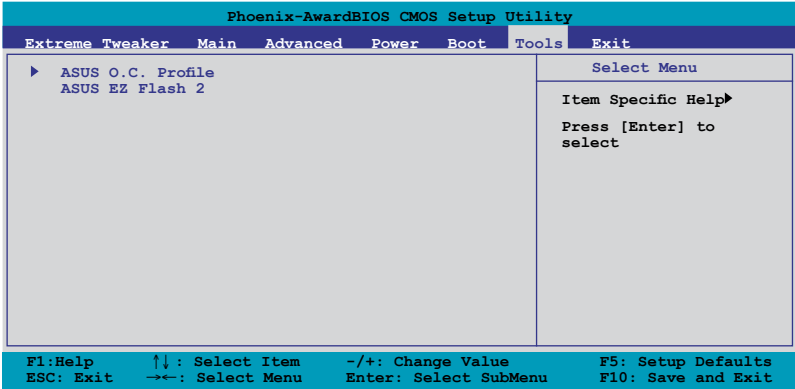 Phoenix-AwardBIOS CMOS Setup Utility
Extreme Tweaker Main Advanced Power Boot Tools Exit
ASUS O.C. Profile
ASUS EZ Flash 2
Select Menu
Item Specific Help
Press [Enter] to
select
F1:Help ↑↓: Select Item -/+: Change Value F5: Setup Defaults
ESC: Exit →←: Select Menu Enter: Select SubMenu F10: Save and Exit